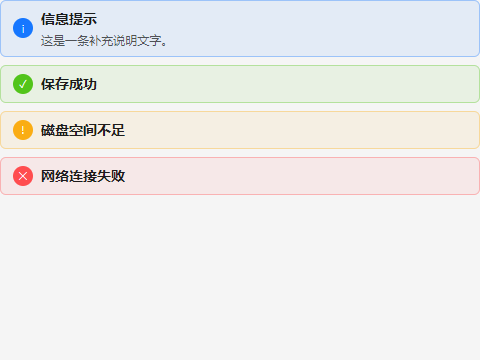 信息提示
这是一条补充说明文字。
保存成功
磁盘空间不足
网络连接失败